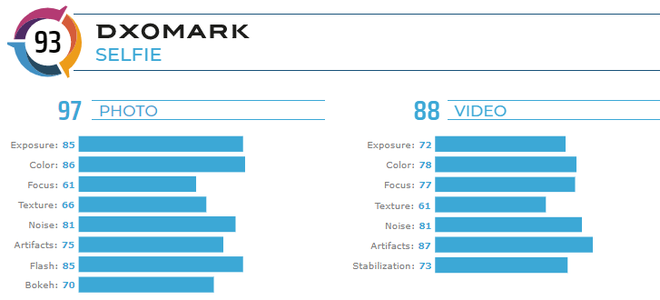 93
DXOMARK
SELFIE
97 PHOTO
Exposure: 85
Color: 86
Focus: 61
Texture: 66
Noise: 81
Artifacts: 75
Flash: 85
Bokeh: 70
88 VIDEO
Exposure: 72
Color: 78
Focus: 77
Texture: 61
Noise: 81
Artifacts: 87
Stabilization: 73